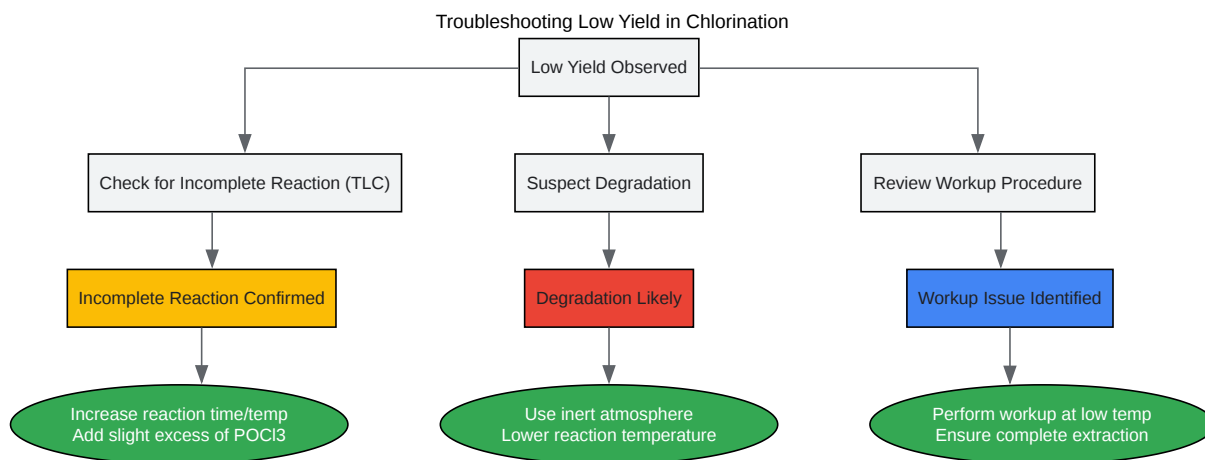 Troubleshooting Low Yield in Chlorination
Low Yield Observed
Check for Incomplete Reaction (TLC)
Suspect Degradation
Review Workup Procedure
Incomplete Reaction Confirmed
Degradation Likely
Workup Issue Identified
Increase reaction time/temp
Add slight excess of POCl3
Use inert atmosphere
Lower reaction temperature
Perform workup at low temp
Ensure complete extraction